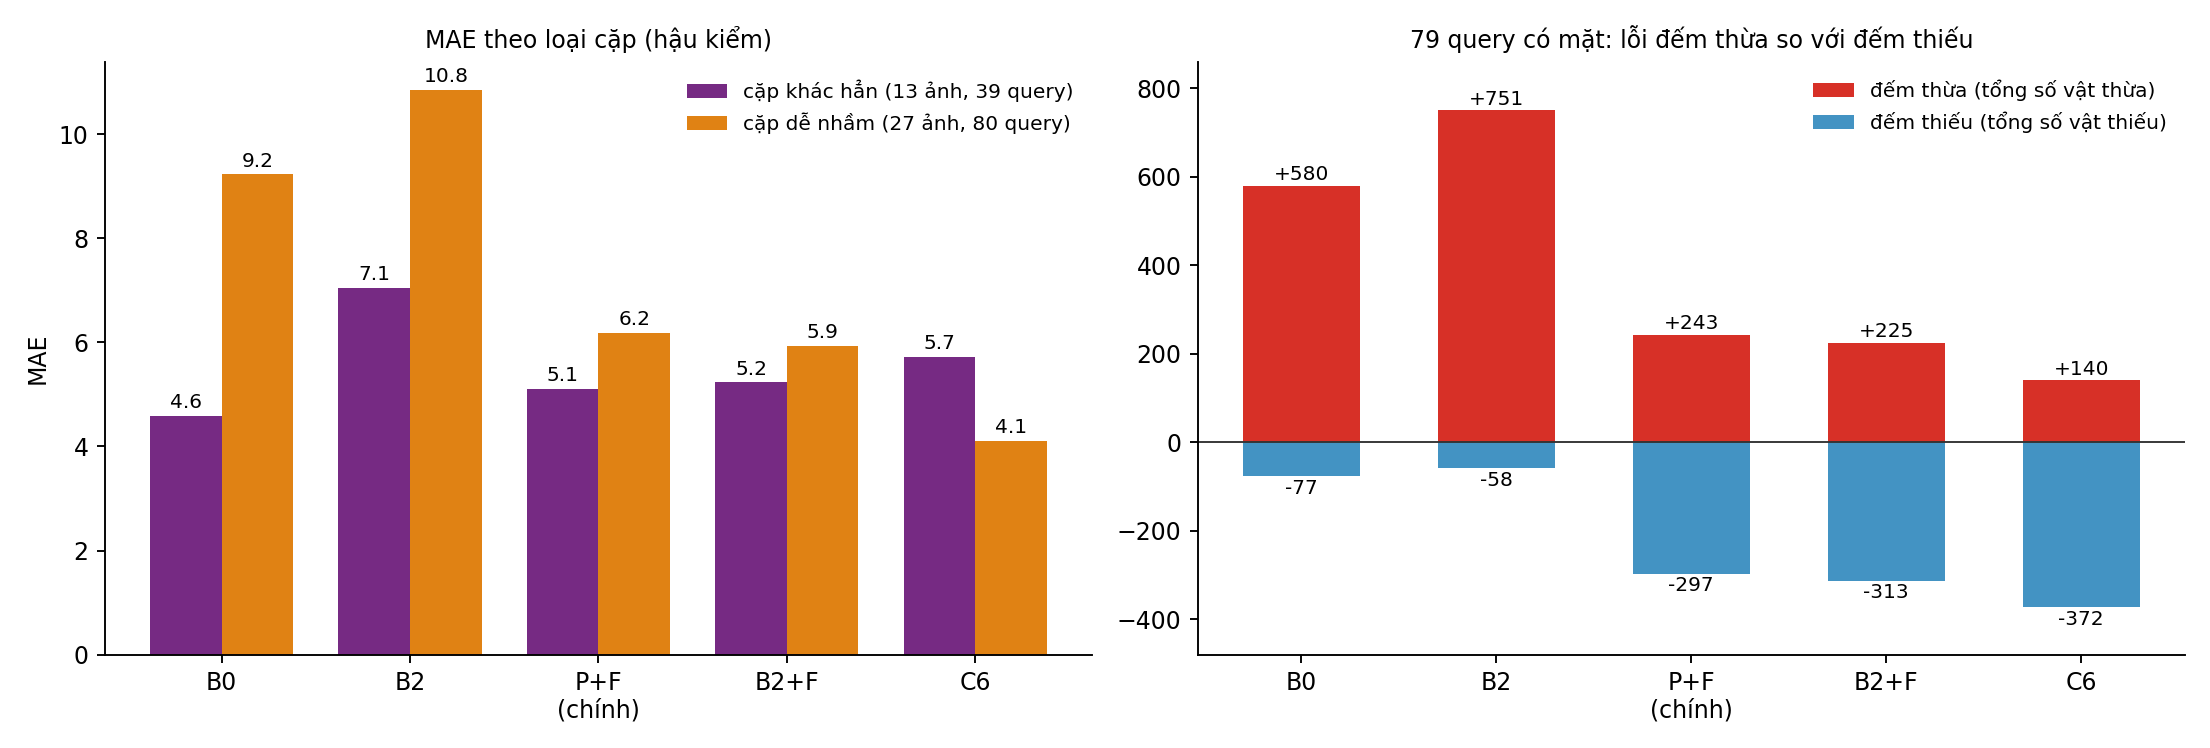 MAE theo loại cặp (hậu kiểm)
cặp khác hẳn (13 ảnh, 39 query)
cặp dễ nhầm (27 ảnh, 80 query)
MAE
10
8
6
4
2
0
4.6
9.2
7.1
10.8
5.1
6.2
5.2
5.9
5.7
4.1
B0
B2
P+F
(chính)
B2+F
C6
79 query có mặt: lỗi đếm thừa so với đếm thiếu
đếm thừa (tổng số vật thừa)
đếm thiếu (tổng số vật thiếu)
800
600
400
200
0
−200
−400
+580
+751
+243
+225
+140
-77
-58
-297
-313
-372
B0
B2
P+F
(chính)
B2+F
C6